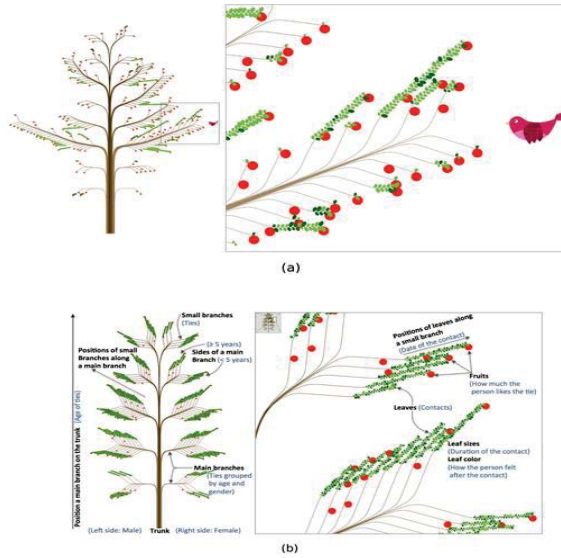 (a)
Small branches
(Ties)
(≥ 5 years)
Sides of a main
Branch (< 5 years)
Positions of small
Branches along
a main branch
Position a main branch on the trunk
(Age of ties)
Main branches
(Ties grouped
by age and
gender)
(Left side: Male)
Trunk
(Right side: Female)
Positions of leaves along
a small branch
(Data of the contact)
Fruits
(How much the
person likes the tie)
Leaves (Contacts)
Leaf sizes
(Duration of the contact)
Leaf color
(How the person felt
after the contact)
(b)